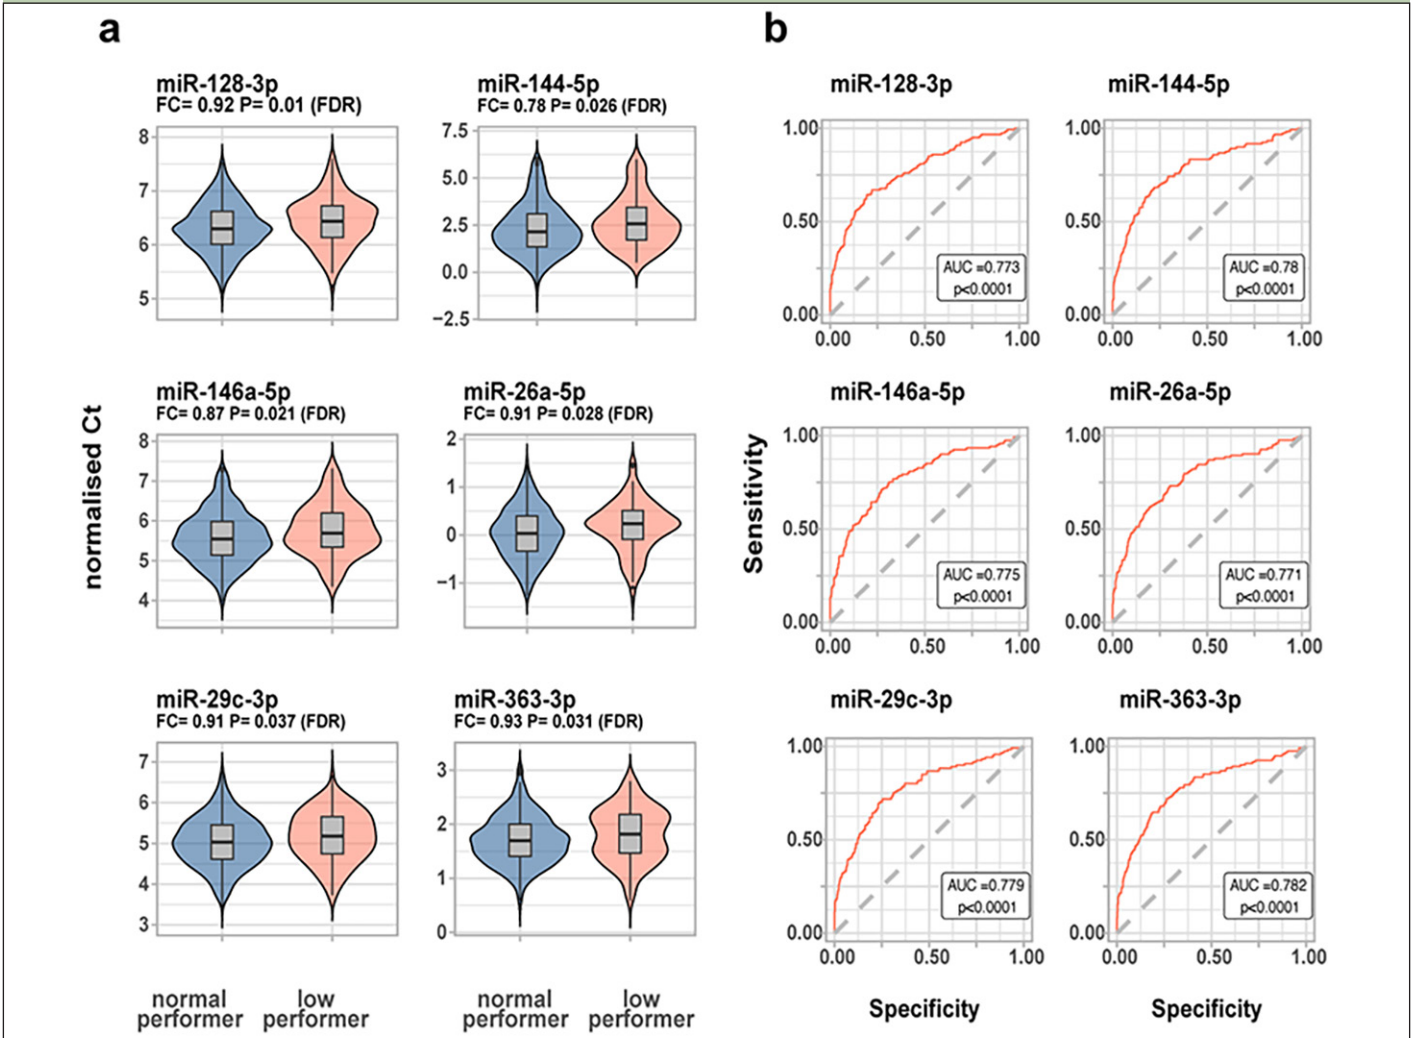 a
miR-128-3p
FC= 0.92 P= 0.01 (FDR)
8
7
6
5
miR-144-5p
FC= 0.78 P= 0.026 (FDR)
7.5
5.0
2.5
0.0
−2.5
normalised Ct
miR-146a-5p
FC= 0.87 P= 0.021 (FDR)
8
7
6
5
4
miR-26a-5p
FC= 0.91 P= 0.028 (FDR)
2
1
0
−1
miR-29c-3p
FC= 0.91 P= 0.037 (FDR)
7
6
5
4
3
miR-363-3p
FC= 0.93 P= 0.031 (FDR)
3
2
1
0
normal
performer
low
performer
normal
performer
low
performer
b
miR-128-3p
1.00
0.50
0.00
AUC =0.773
p<0.0001
0.00 0.50 1.00
miR-144-5p
1.00
0.50
0.00
AUC =0.78
p<0.0001
0.00 0.50 1.00
Sensitivity
miR-146a-5p
1.00
0.50
0.00
AUC =0.775
p<0.0001
0.00 0.50 1.00
miR-26a-5p
1.00
0.50
0.00
AUC =0.771
p<0.0001
0.00 0.50 1.00
miR-29c-3p
1.00
0.50
0.00
AUC =0.779
p<0.0001
0.00 0.50 1.00
miR-363-3p
1.00
0.50
0.00
AUC =0.782
p<0.0001
0.00 0.50 1.00
Specificity
Specificity